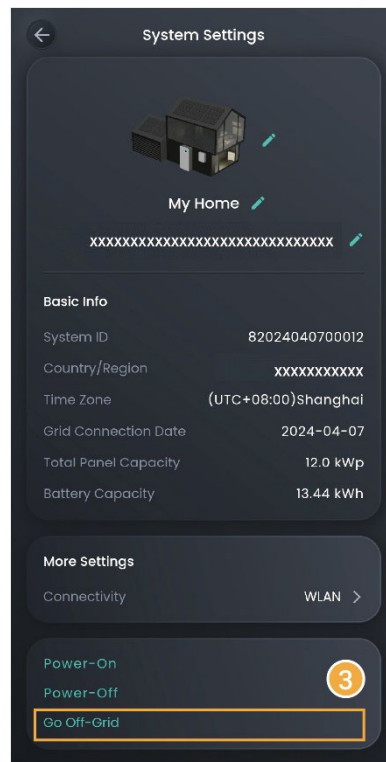 System Settings
My Home
xxxxxxxxxxxxxxxxxxxxxxxxxxxxxx
Basic Info
System ID 82024040700012
Country/Region xxxxxxxxxxx
Time Zone (UTC+08:00)Shanghai
Grid Connection Date 2024-04-07
Total Panel Capacity 12.0 kWp
Battery Capacity 13.44 kWh
More Settings
Connectivity WLAN >
Power-On
3
Power-Off
Go Off-Grid